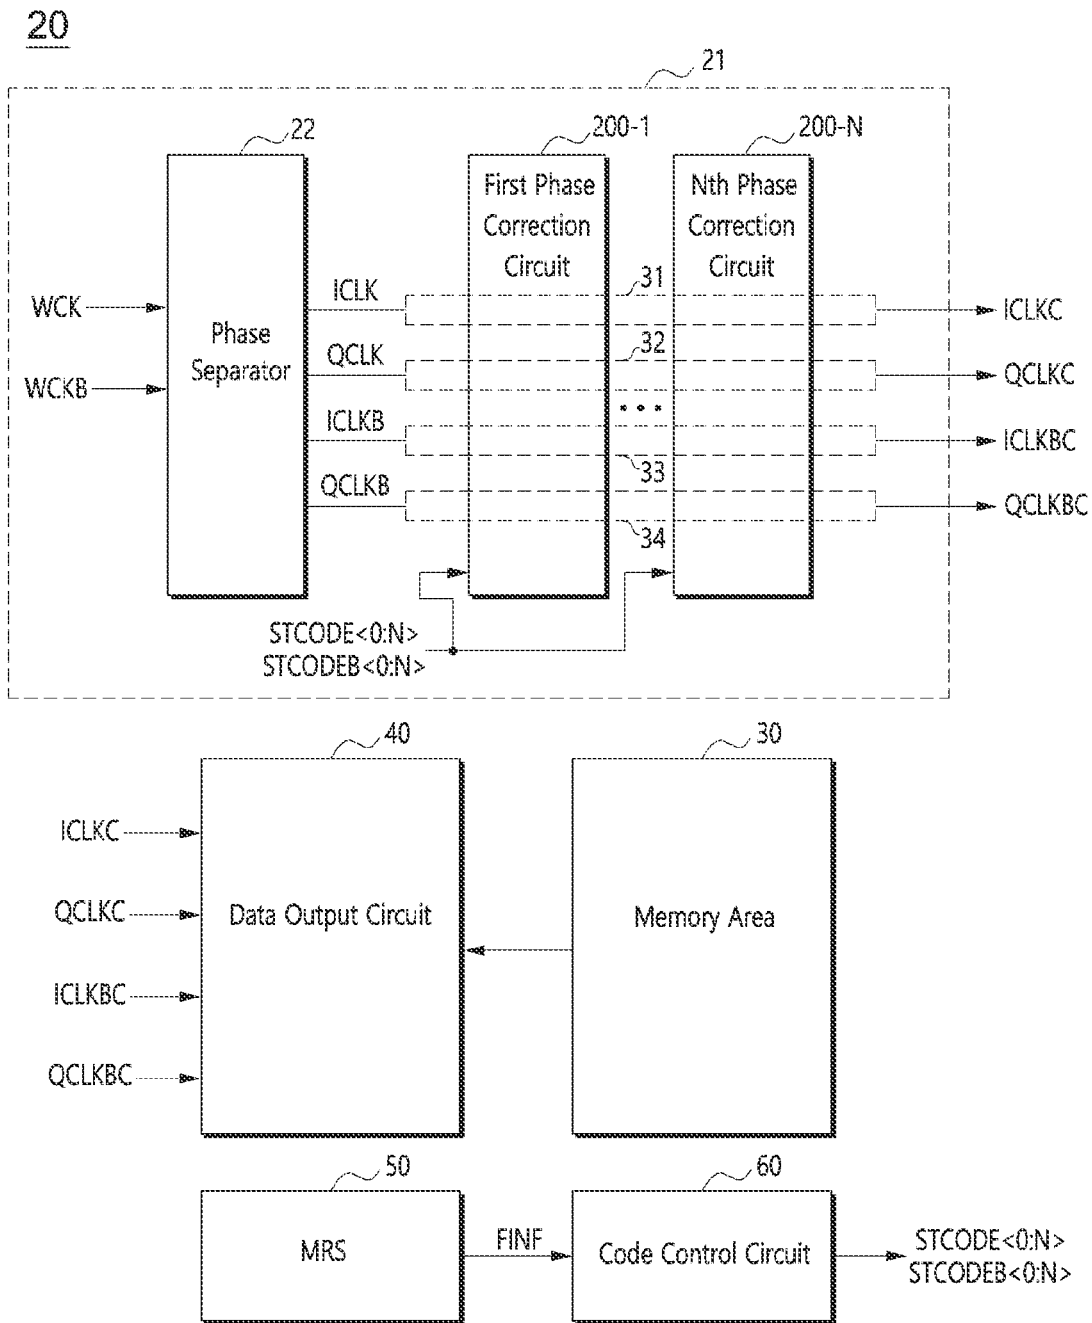 20
21
22
200-1
200-N
First Phase
Correction
Circuit
Nth Phase
Correction
Circuit
Phase
Separator
WCK
WCKB
ICLK
QCLK
ICLKB
QCLKB
31
32
33
34
ICLKC
QCLKC
ICLKBC
QCLKBC
STCODE<0:N>
STCODEB<0:N>
40
30
ICLKC
QCLKC
ICLKBC
QCLKBC
Data Output Circuit
Memory Area
50
60
MRS
FINF
Code Control Circuit
STCODE<0:N>
STCODEB<0:N>